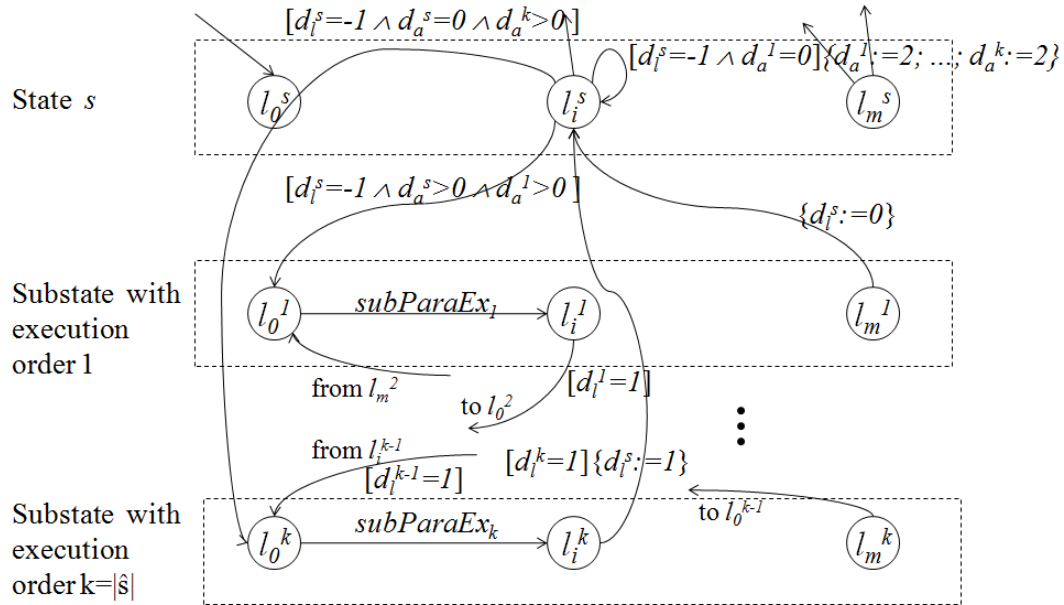 [d_l^s=-1 ∧ d_a^s=0 ∧ d_a^k>0 ]
[d_l^s=-1 ∧ d_a^1=0]{d_a^1:=2; ...; d_a^k:=2}
State s
l_0^s
l_i^s
l_m^s
[d_l^s=-1 ∧ d_a^s>0 ∧ d_a^1>0 ]
{d_l^s:=0}
Substate with
execution
order 1
l_0^1
subParaEx_1
l_i^1
l_m^1
from l_m^2
[d_l^1=1]
to l_0^2
from l_i^{k-1}
[d_l^{k-1}=1]
[d_l^k=1]{d_l^s:=1}
to l_0^{k-1}
Substate with
execution
order k=|ŝ|
l_0^k
subParaEx_k
l_i^k
l_m^k